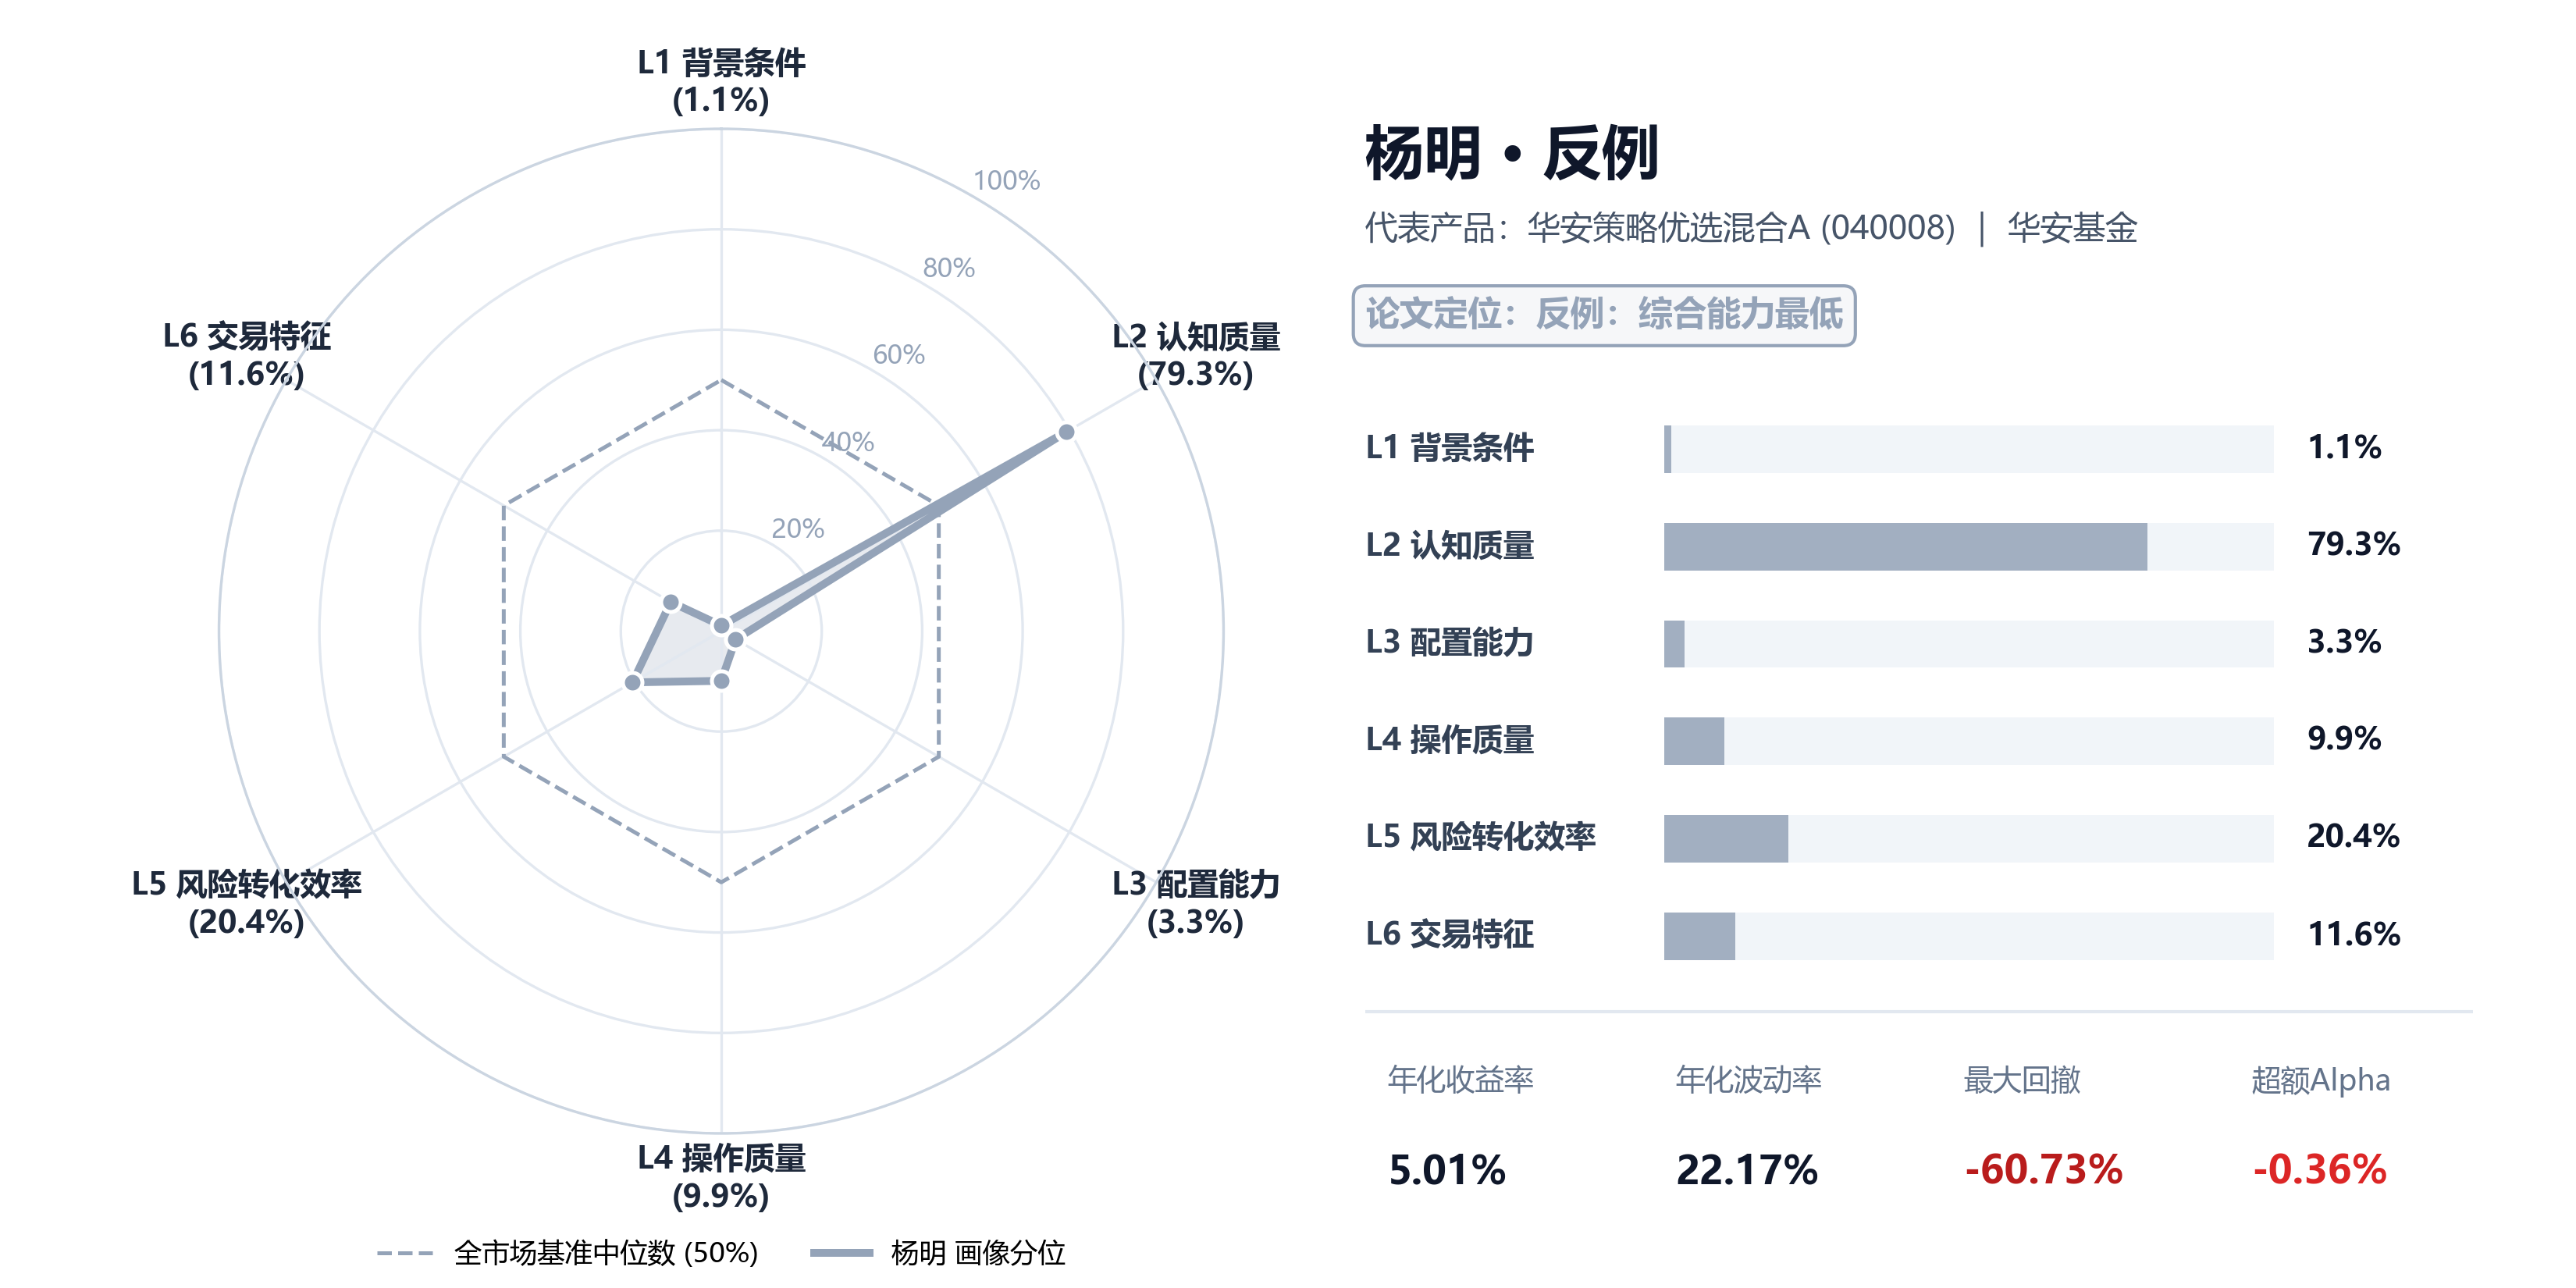 L1 背景条件
(1.1%)
100%
80%
60%
40%
20%
L6 交易特征
(11.6%)
L2 认知质量
(79.3%)
L5 风险转化效率
(20.4%)
L3 配置能力
(3.3%)
L4 操作质量
(9.9%)
全市场基准中位数 (50%)
杨明 画像分位
杨明 • 反例
代表产品：华安策略优选混合A (040008) | 华安基金
论文定位：反例：综合能力最低
L1 背景条件 1.1%
L2 认知质量 79.3%
L3 配置能力 3.3%
L4 操作质量 9.9%
L5 风险转化效率 20.4%
L6 交易特征 11.6%
年化收益率 年化波动率 最大回撤 超额Alpha
5.01% 22.17% -60.73% -0.36%